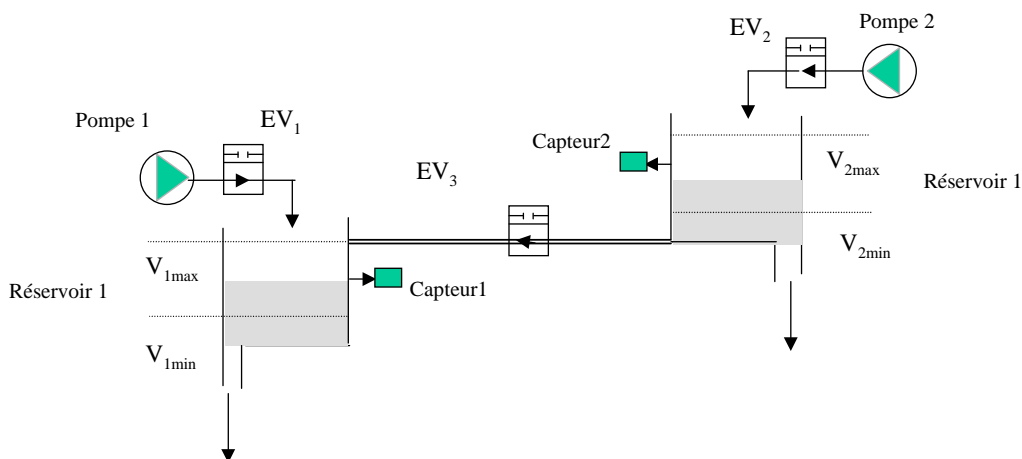 Pompe 2
EV2
Pompe 1
EV1
Capteur2
EV3
V2max
Réservoir 1
V2min
V1max
Capteur1
Réservoir 1
V1min